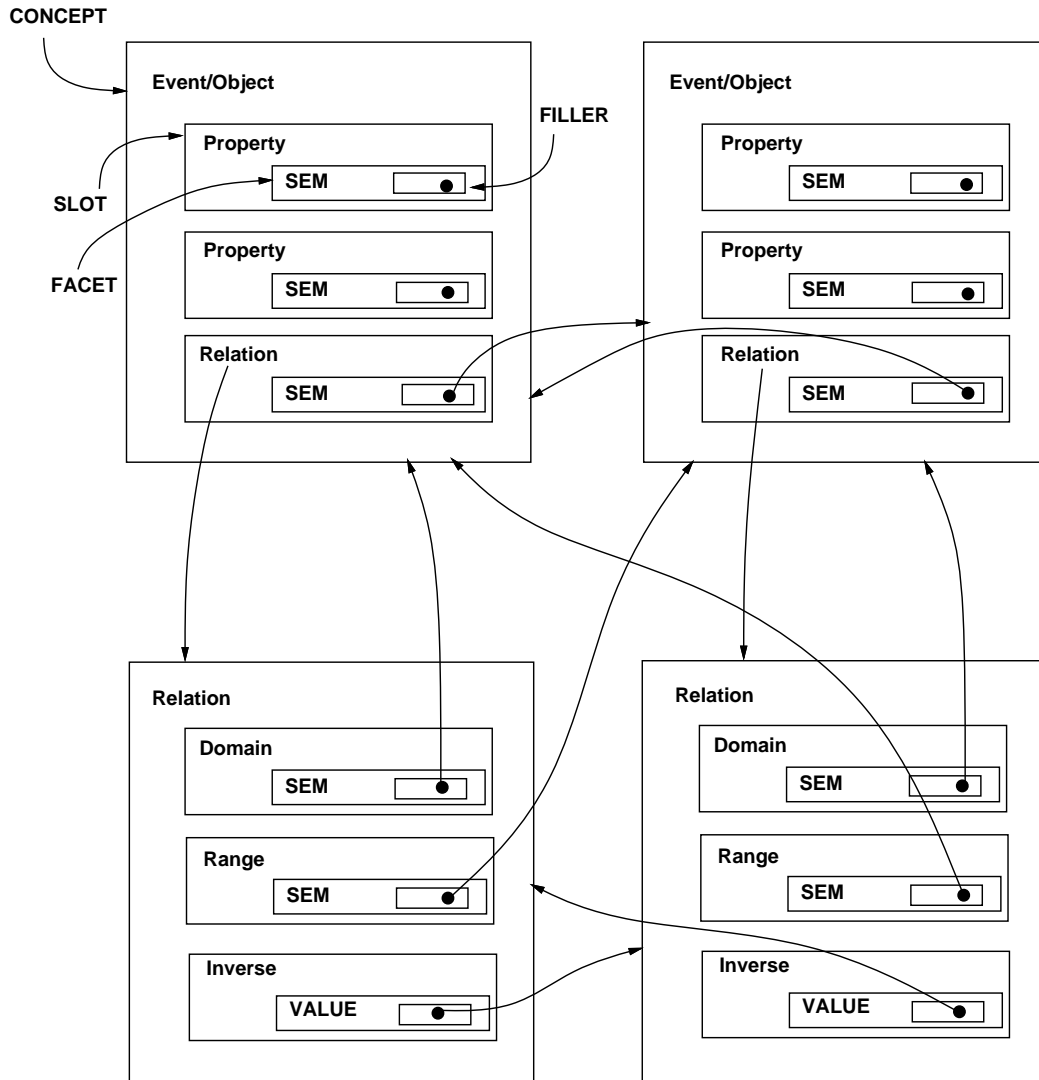 CONCEPT
Event/Object
Event/Object
FILLER
Property
Property
SEM
SEM
SLOT
Property
Property
FACET
SEM
SEM
Relation
Relation
SEM
SEM
Relation
Relation
Domain
Domain
SEM
SEM
Range
Range
SEM
SEM
Inverse
Inverse
VALUE
VALUE